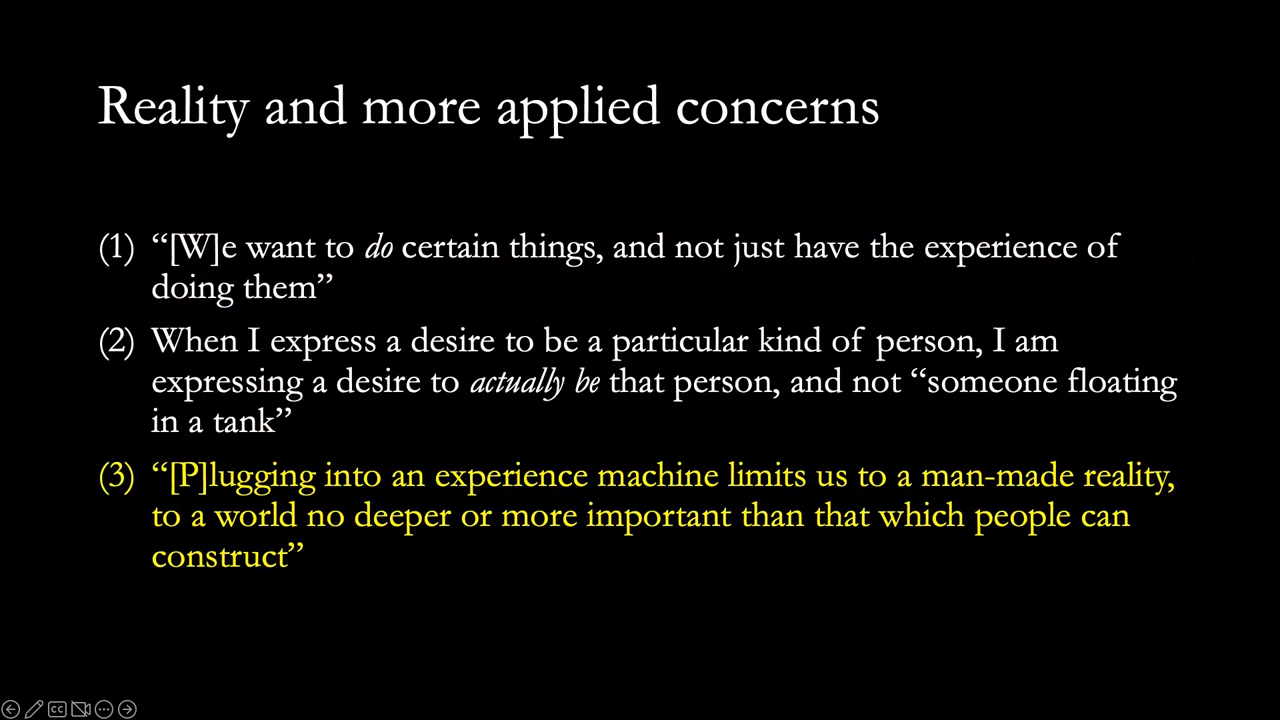 Reality and more applied concerns
(1) “[W]e want to do certain things, and not just have the experience of
doing them”
(2) When I express a desire to be a particular kind of person, I am
expressing a desire to actually be that person, and not “someone floating
in a tank”
(3) “[P]lugging into an experience machine limits us to a man-made reality,
to a world no deeper or more important than that which people can
construct”
CC